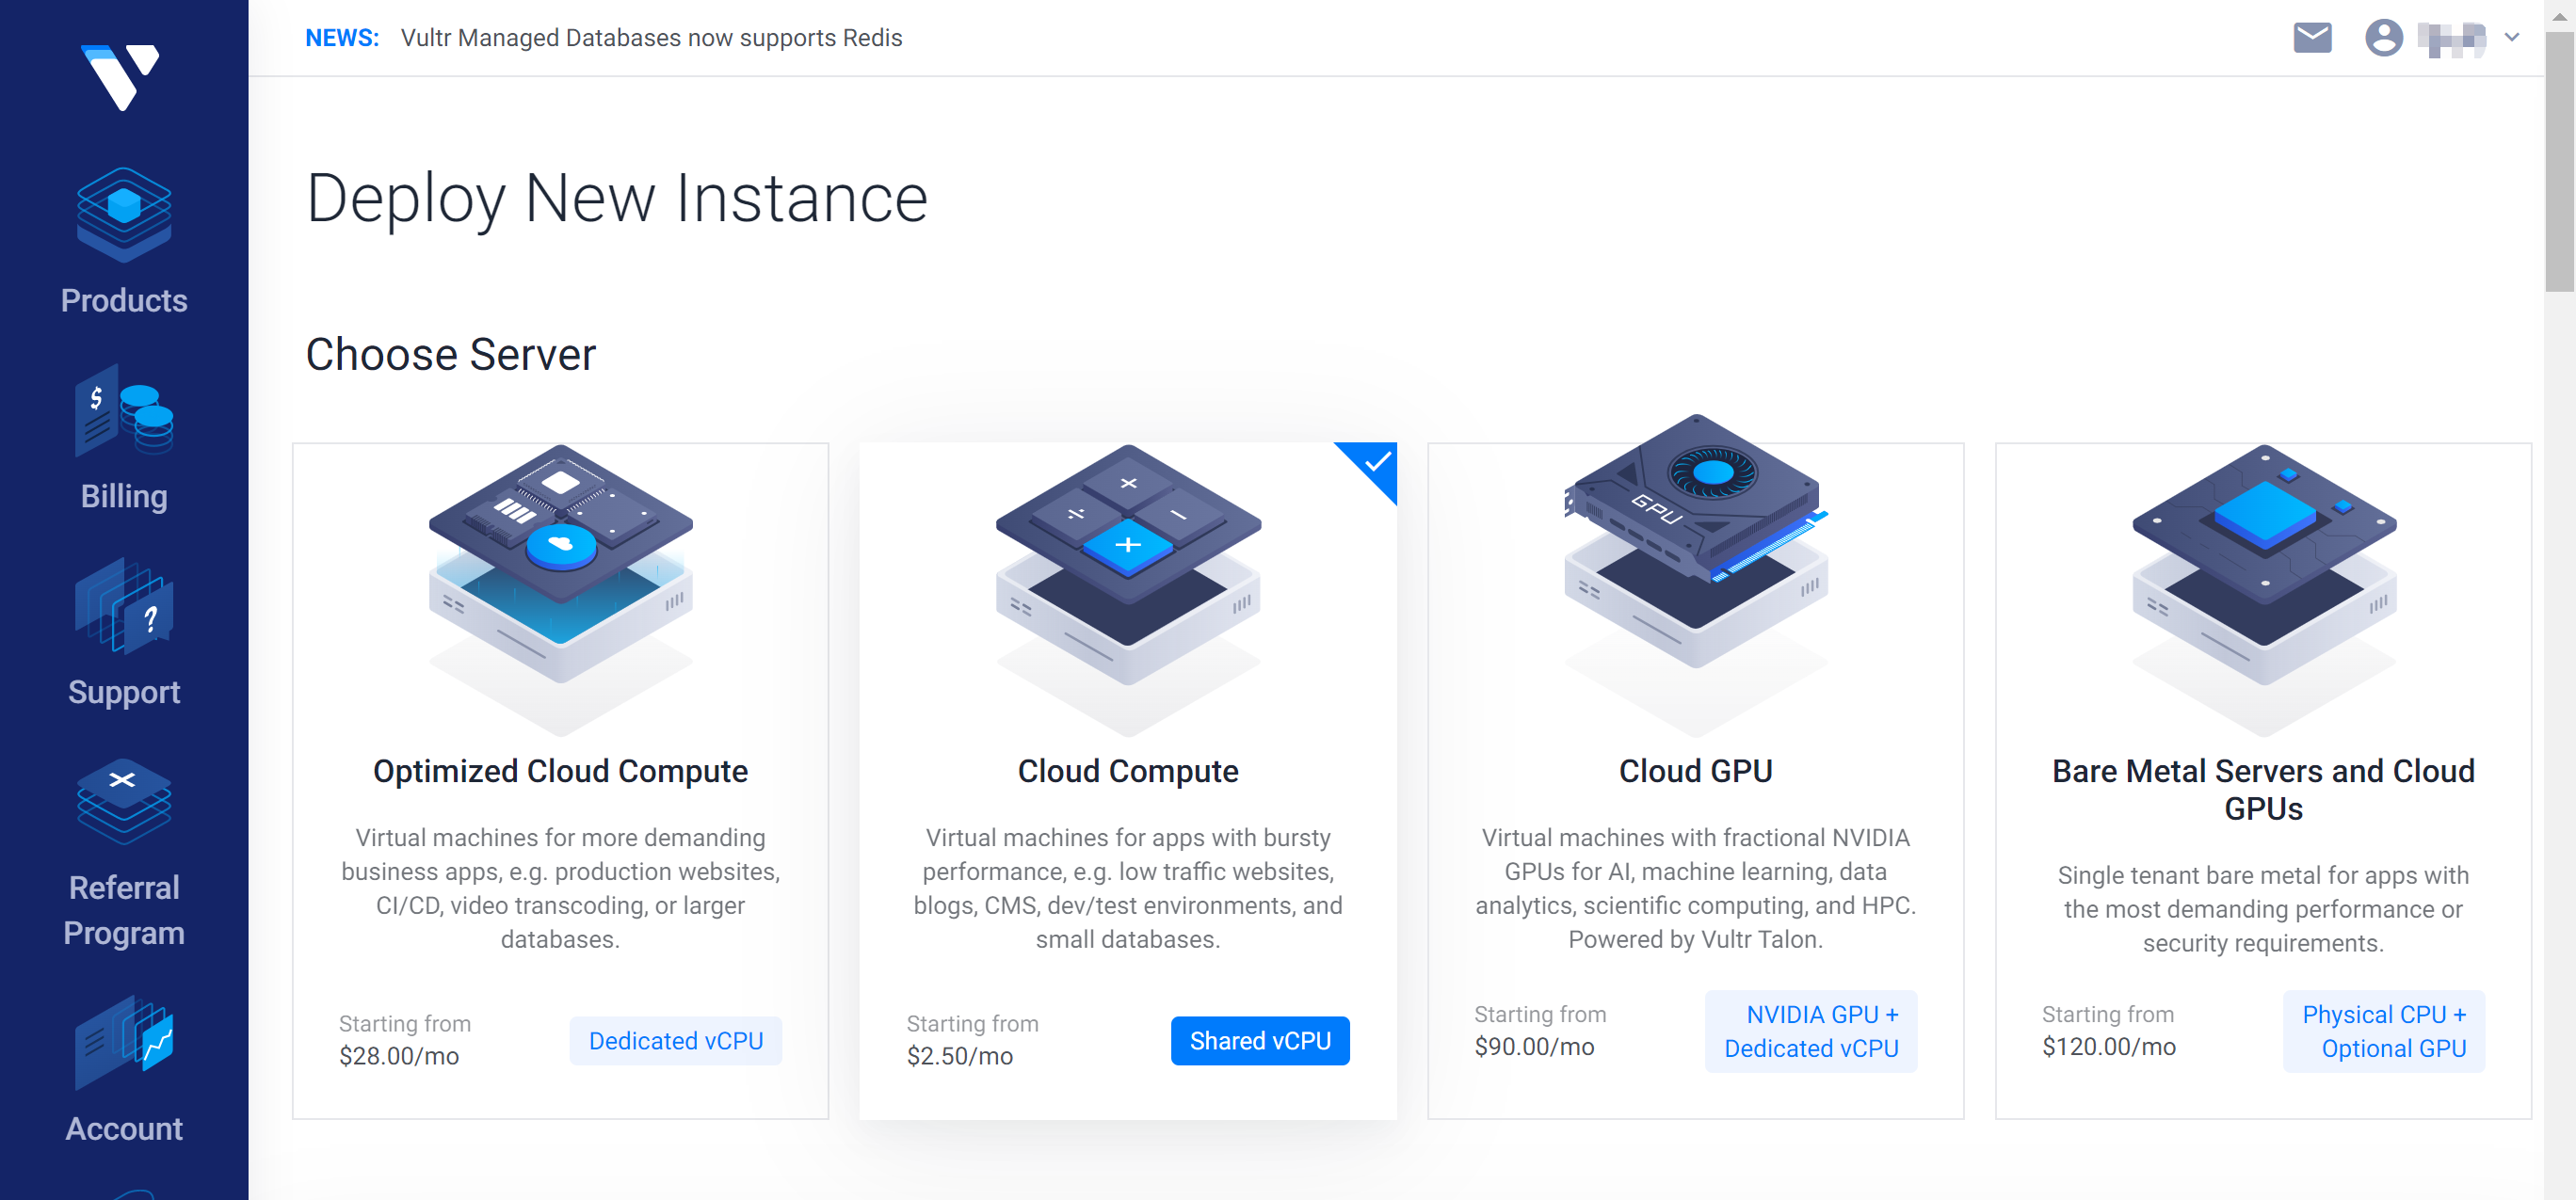 NEWS: Vultr Managed Databases now supports Redis
Products
Billing
Support
Referral
Program
Account
Deploy New Instance
Choose Server
Optimized Cloud Compute
Virtual machines for more demanding
business apps, e.g. production websites,
CI/CD, video transcoding, or larger
databases.
Starting from
$28.00/mo
Dedicated vCPU
Cloud Compute
Virtual machines for apps with bursty
performance, e.g. low traffic websites,
blogs, CMS, dev/test environments, and
small databases.
Starting from
$2.50/mo
Shared vCPU
GPU
Cloud GPU
Virtual machines with fractional NVIDIA
GPUs for AI, machine learning, data
analytics, scientific computing, and HPC.
Powered by Vultr Talon.
Starting from
$90.00/mo
NVIDIA GPU +
Dedicated vCPU
Bare Metal Servers and Cloud
GPUs
Single tenant bare metal for apps with
the most demanding performance or
security requirements.
Starting from
$120.00/mo
Physical CPU +
Optional GPU